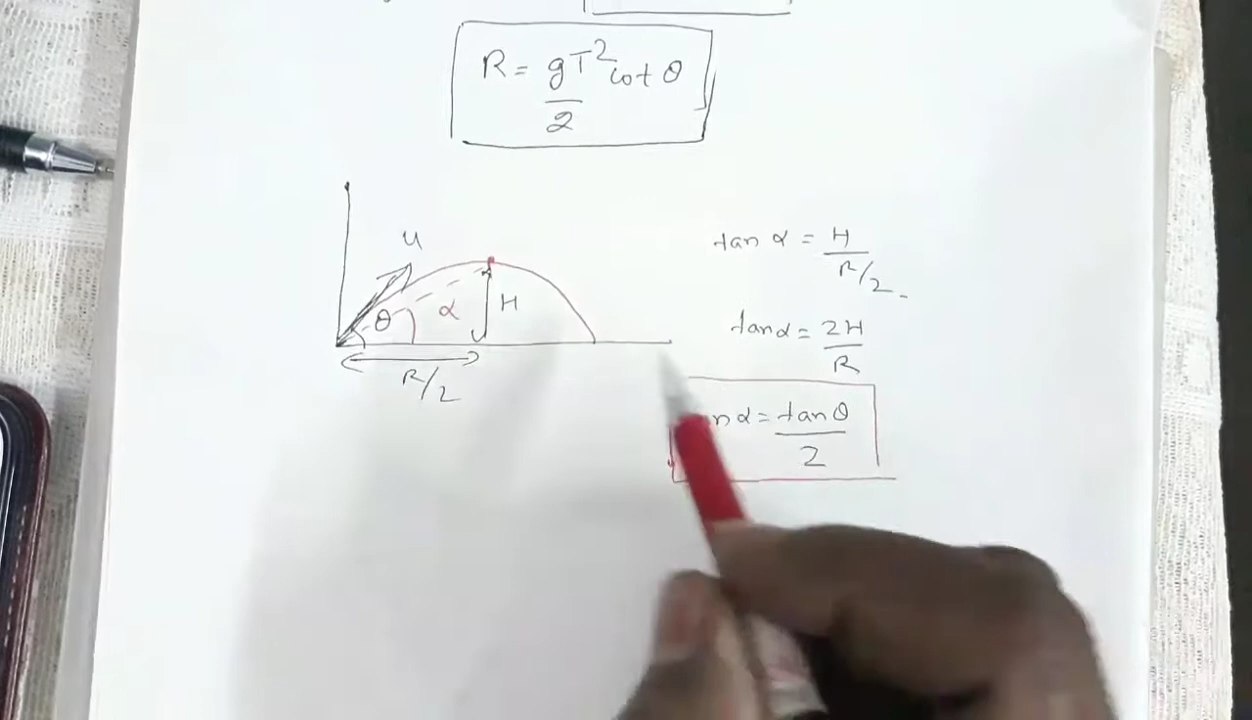 R = gT² cot θ
2
u
θ
α
H
R/2
tan α = H
R/2
tan α = 2H
R
n α = tan θ
2